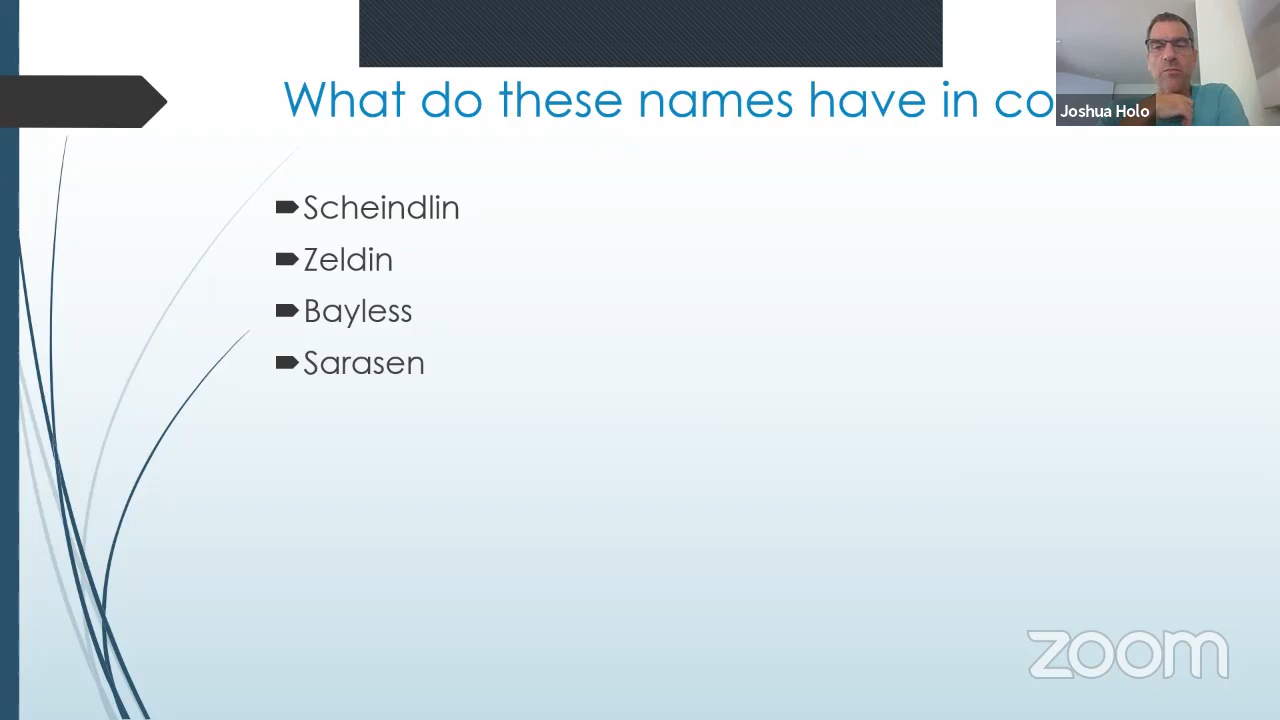 What do these names have in co
Joshua Holo
Scheindlin
Zeldin
Bayless
Sarasen
zoom